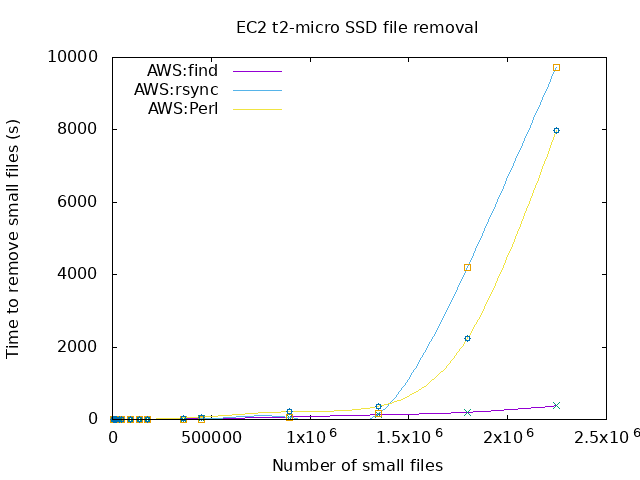 EC2 t2-micro SSD file removal
10000
AWS:find
AWS:rsync
AWS:Perl
8000
6000
4000
2000
0
Time to remove small files (s)
0 500000 1x10^6 1.5x10^6 2x10^6 2.5x10^6
Number of small files